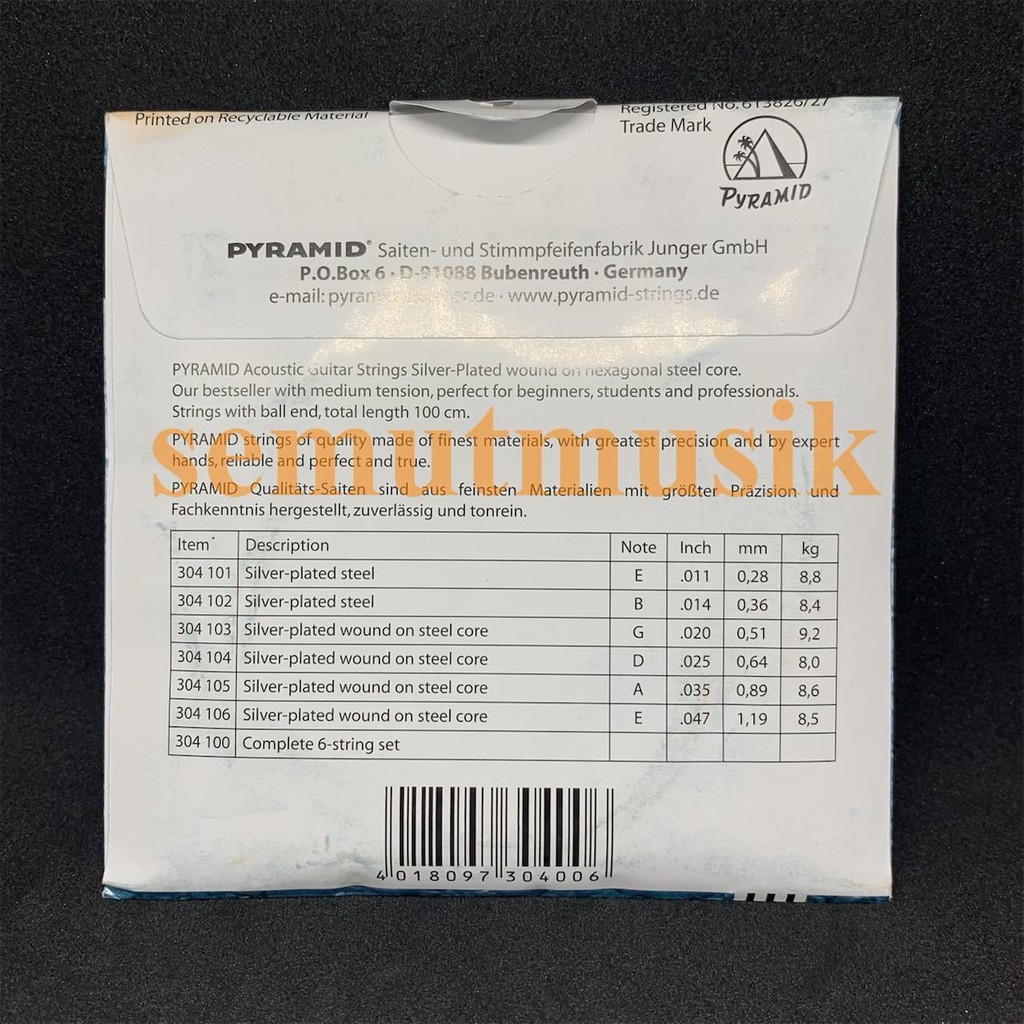 Printed on Recyclable Material
Registered No. 613826/27
Trade Mark
PYRAMID
PYRAMID® Saiten- und Stimmpfeifenfabrik Junger GmbH
P.O.Box 6 · D-91088 Bubenreuth · Germany
e-mail: · www.pyramid-strings.de
PYRAMID Acoustic Guitar Strings Silver-Plated wound on hexagonal steel core.
Our bestseller with medium tension, perfect for beginners, students and professionals.
Strings with ball end, total length 100 cm.
semutmusik
PYRAMID strings of quality made of finest materials, with greatest precision and by expert
hands, reliable and perfect and true.
PYRAMID Qualitäts-Saiten sind aus feinsten Materialien mit größter Präzision und
Fachkenntnis hergestellt, zuverlässig und tonrein.
Item* Description Note Inch mm kg
304 101 Silver-plated steel E .011 0,28 8,8
304 102 Silver-plated steel B .014 0,36 8,4
304 103 Silver-plated wound on steel core G .020 0,51 9,2
304 104 Silver-plated wound on steel core D .025 0,64 8,0
304 105 Silver-plated wound on steel core A .035 0,89 8,6
304 106 Silver-plated wound on steel core E .047 1,19 8,5
304 100 Complete 6-string set
4 018097 304006